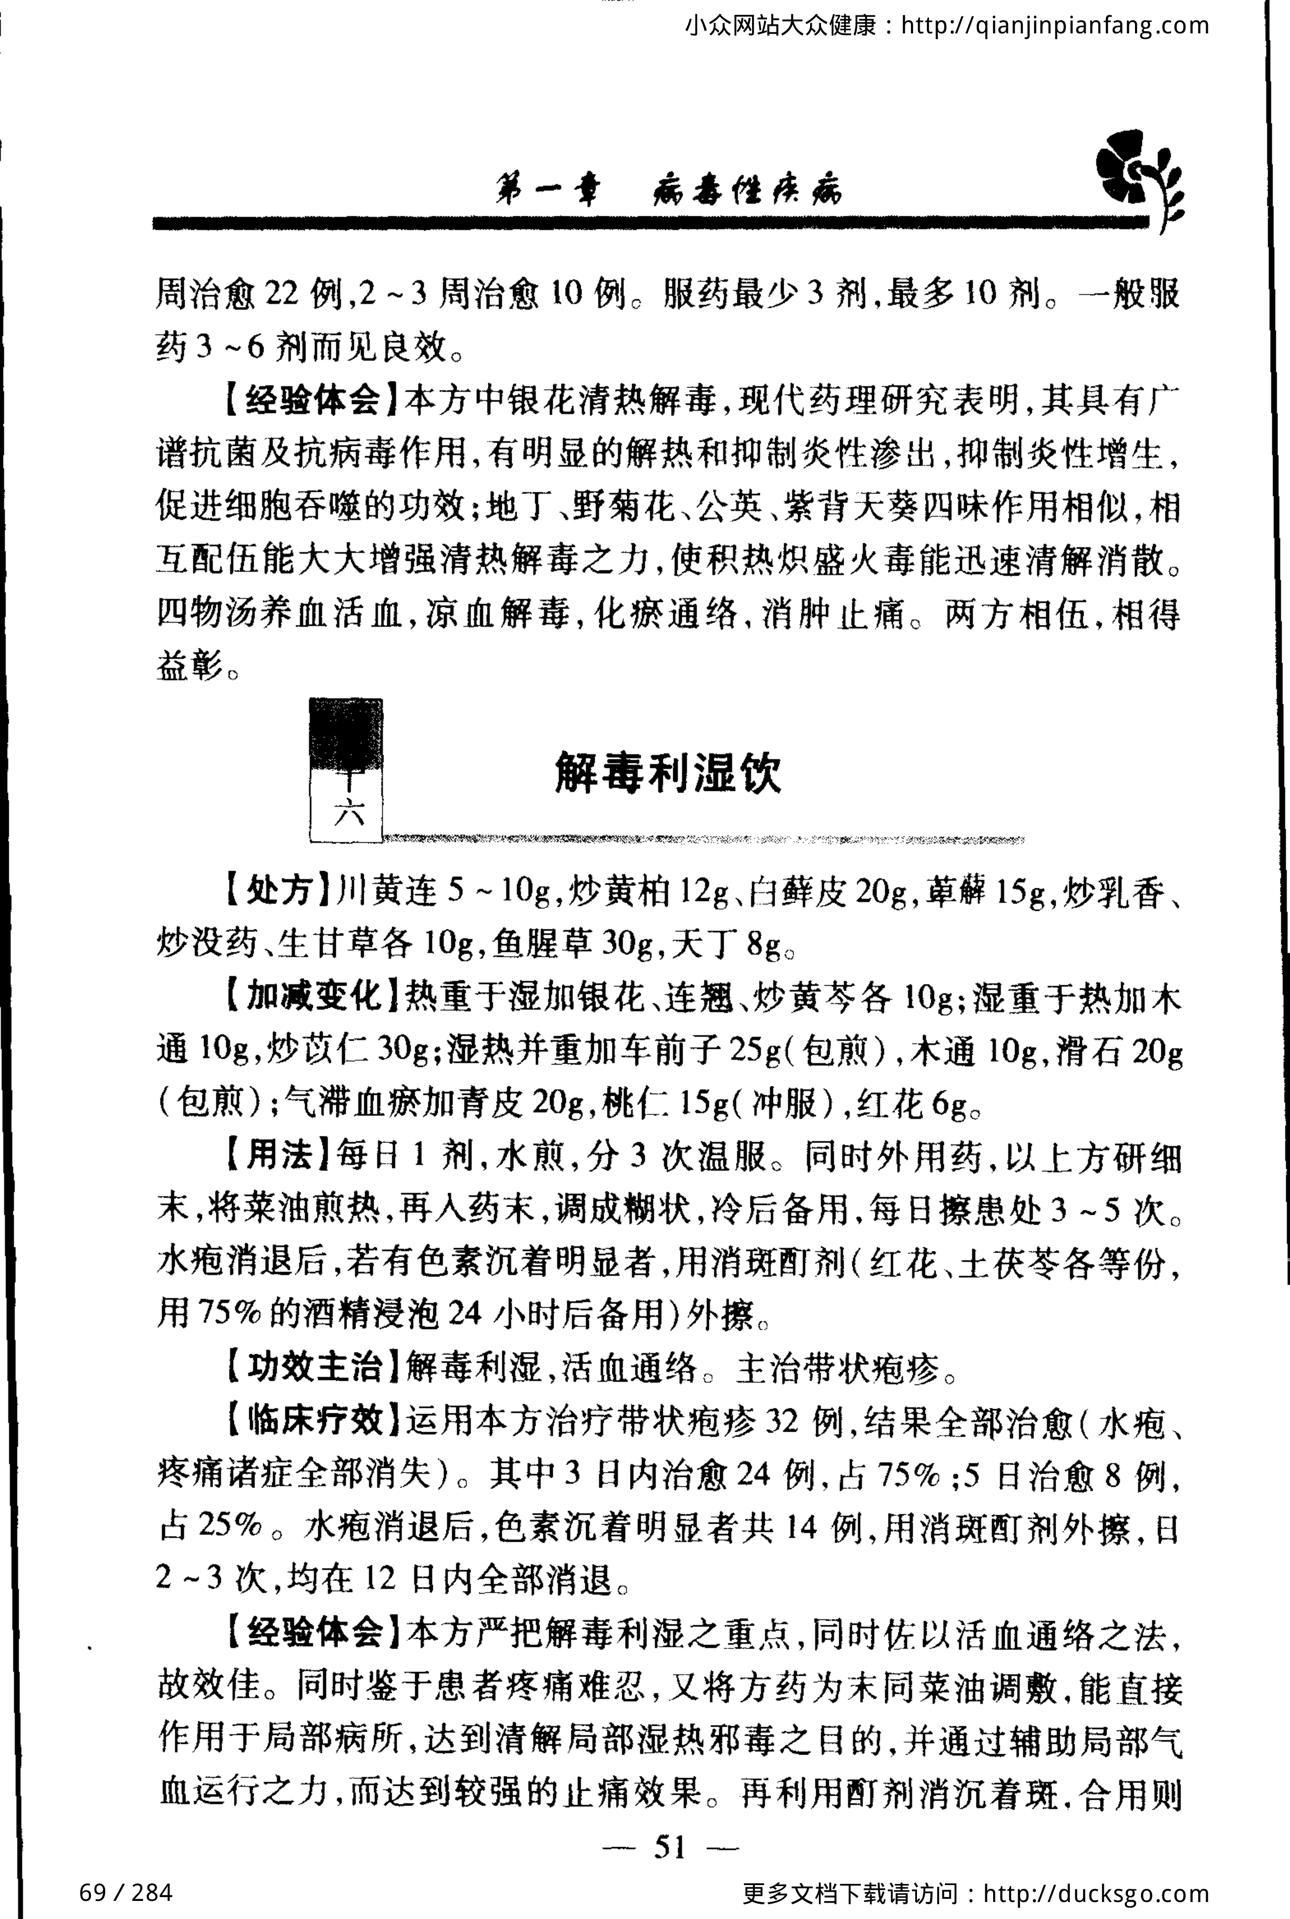 小众网站大众健康：http://qianjinpianfang.com
第一章 病毒性疾病
周治愈 22 例,2～3 周治愈 10 例。服药最少 3 剂,最多 10 剂。一般服
药 3～6 剂而见良效。
【经验体会】本方中银花清热解毒,现代药理研究表明,其具有广
谱抗菌及抗病毒作用,有明显的解热和抑制炎性渗出,抑制炎性增生,
促进细胞吞噬的功效;地丁、野菊花、公英、紫背天葵四味作用相似,相
互配伍能大大增强清热解毒之力,使积热炽盛火毒能迅速清解消散。
四物汤养血活血,凉血解毒,化瘀通络,消肿止痛。两方相伍,相得
益彰。
十
六
解毒利湿饮
【处方】川黄连 5～10g,炒黄柏 12g、白藓皮 20g,萆薢 15g,炒乳香、
炒没药、生甘草各 10g,鱼腥草 30g,天丁 8g。
【加减变化】热重于湿加银花、连翘、炒黄芩各 10g;湿重于热加木
通 10g,炒苡仁 30g;湿热并重加车前子 25g(包煎),木通 10g,滑石 20g
(包煎);气滞血瘀加青皮 20g,桃仁 15g(冲服),红花 6g。
【用法】每日 1 剂,水煎,分 3 次温服。同时外用药,以上方研细
末,将菜油煎热,再入药末,调成糊状,冷后备用,每日擦患处 3～5 次。
水疱消退后,若有色素沉着明显者,用消斑酊剂(红花、土茯苓各等份,
用 75% 的酒精浸泡 24 小时后备用)外擦。
【功效主治】解毒利湿,活血通络。主治带状疱疹。
【临床疗效】运用本方治疗带状疱疹 32 例,结果全部治愈(水疱、
疼痛诸症全部消失)。其中 3 日内治愈 24 例,占 75%;5 日治愈 8 例,
占 25%。水疱消退后,色素沉着明显者共 14 例,用消斑酊剂外擦,日
2～3 次,均在 12 日内全部消退。
【经验体会】本方严把解毒利湿之重点,同时佐以活血通络之法,
故效佳。同时鉴于患者疼痛难忍,又将方药为末同菜油调敷,能直接
作用于局部病所,达到清解局部湿热邪毒之目的,并通过辅助局部气
血运行之力,而达到较强的止痛效果。再利用酊剂消沉着斑,合用则
— 51 —
69 / 284
更多文档下载请访问：http://ducksgo.com